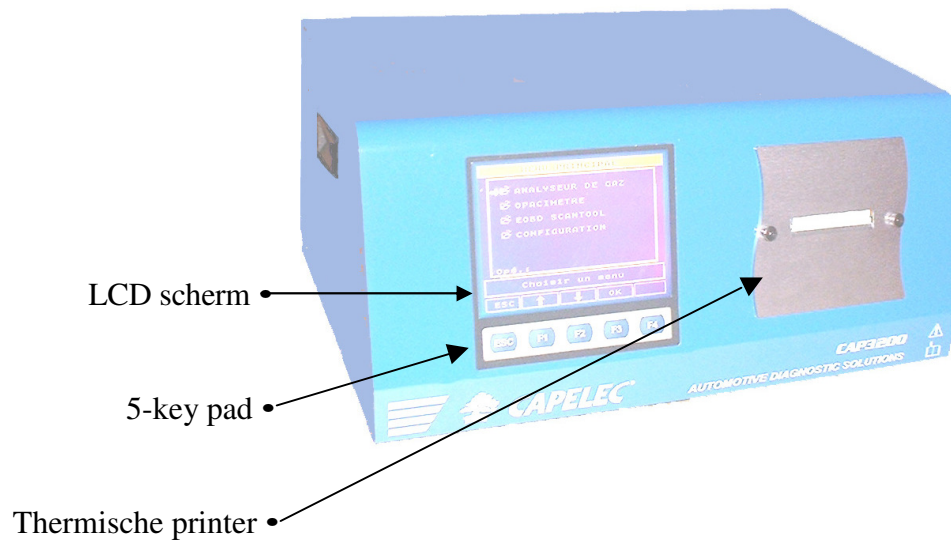 ANALYSEUR DE GAZ
OPACIMETRE
EOBD SCANTOOL
CONFIGURATION
Opé.:
Choisir un menu
ESC OK
ESC F1 F2 F3 F4
LCD scherm
5-key pad
Thermische printer
CAP3200
AUTOMOTIVE DIAGNOSTIC SOLUTIONS
CAPELEC